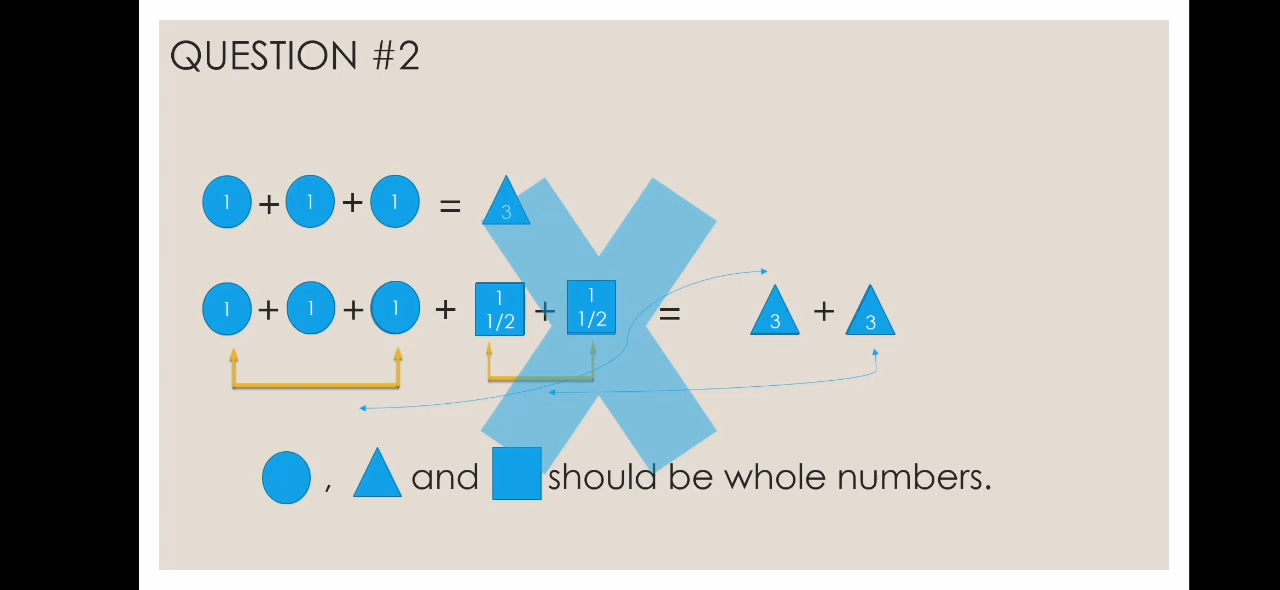 QUESTION #2
1 + 1 + 1 = 3
1 + 1 + 1 + 1 1/2 + 1 1/2 = 3 + 3
, and should be whole numbers.